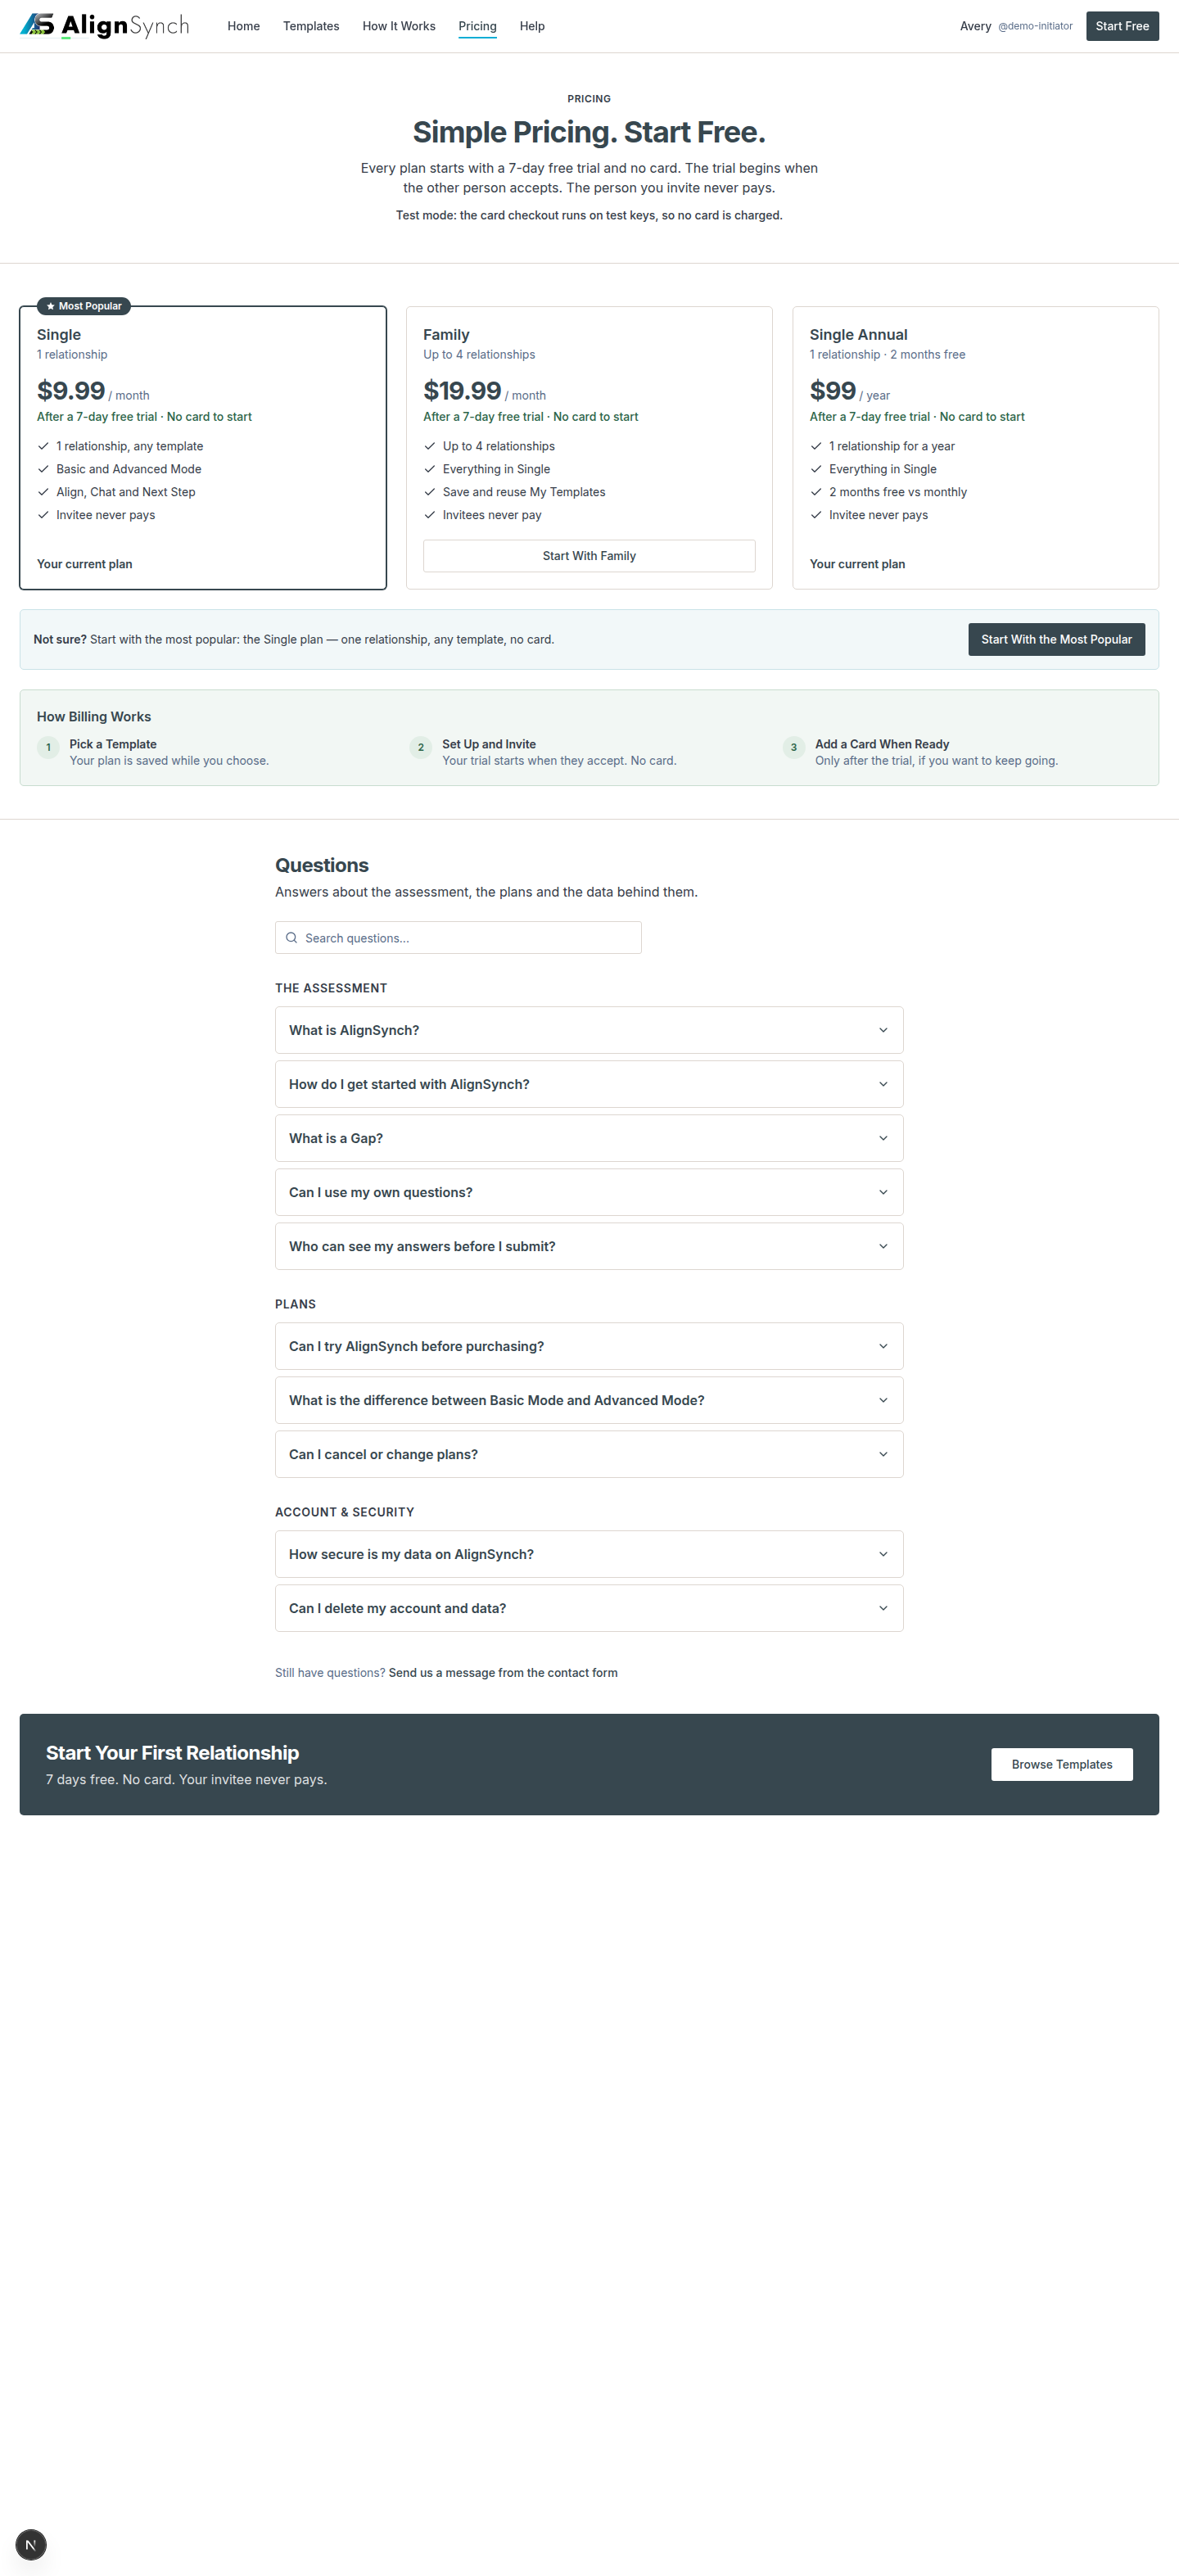 AS AlignSynch
Home Templates How It Works Pricing Help
Avery @demo-initiator Start Free
PRICING
Simple Pricing. Start Free.
Every plan starts with a 7-day free trial and no card. The trial begins when
the other person accepts. The person you invite never pays.
Test mode: the card checkout runs on test keys, so no card is charged.
Most Popular
Single
1 relationship
$9.99 / month
After a 7-day free trial · No card to start
1 relationship, any template
Basic and Advanced Mode
Align, Chat and Next Step
Invitee never pays
Your current plan
Family
Up to 4 relationships
$19.99 / month
After a 7-day free trial · No card to start
Up to 4 relationships
Everything in Single
Save and reuse My Templates
Invitees never pay
Start With Family
Single Annual
1 relationship · 2 months free
$99 / year
After a 7-day free trial · No card to start
1 relationship for a year
Everything in Single
2 months free vs monthly
Invitee never pays
Your current plan
Not sure? Start with the most popular: the Single plan — one relationship, any template, no card.
Start With the Most Popular
How Billing Works
1 Pick a Template
Your plan is saved while you choose.
2 Set Up and Invite
Your trial starts when they accept. No card.
3 Add a Card When Ready
Only after the trial, if you want to keep going.
Questions
Answers about the assessment, the plans and the data behind them.
Search questions...
THE ASSESSMENT
What is AlignSynch?
How do I get started with AlignSynch?
What is a Gap?
Can I use my own questions?
Who can see my answers before I submit?
PLANS
Can I try AlignSynch before purchasing?
What is the difference between Basic Mode and Advanced Mode?
Can I cancel or change plans?
ACCOUNT & SECURITY
How secure is my data on AlignSynch?
Can I delete my account and data?
Still have questions? Send us a message from the contact form
Start Your First Relationship
7 days free. No card. Your invitee never pays.
Browse Templates
N